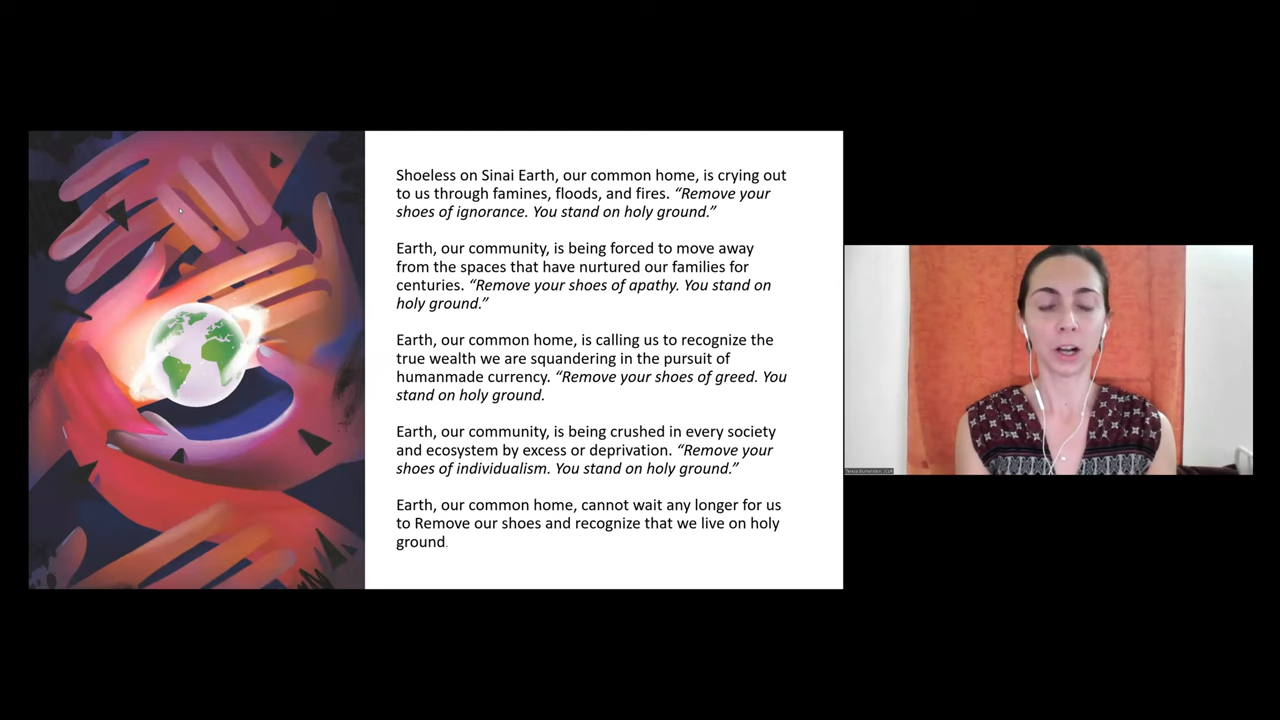 Shoeless on Sinai Earth, our common home, is crying out
to us through famines, floods, and fires. “Remove your
shoes of ignorance. You stand on holy ground.”
Earth, our community, is being forced to move away
from the spaces that have nurtured our families for
centuries. “Remove your shoes of apathy. You stand on
holy ground.”
Earth, our common home, is calling us to recognize the
true wealth we are squandering in the pursuit of
humanmade currency. “Remove your shoes of greed. You
stand on holy ground.
Earth, our community, is being crushed in every society
and ecosystem by excess or deprivation. “Remove your
shoes of individualism. You stand on holy ground.”
Earth, our common home, cannot wait any longer for us
to Remove our shoes and recognize that we live on holy
ground.